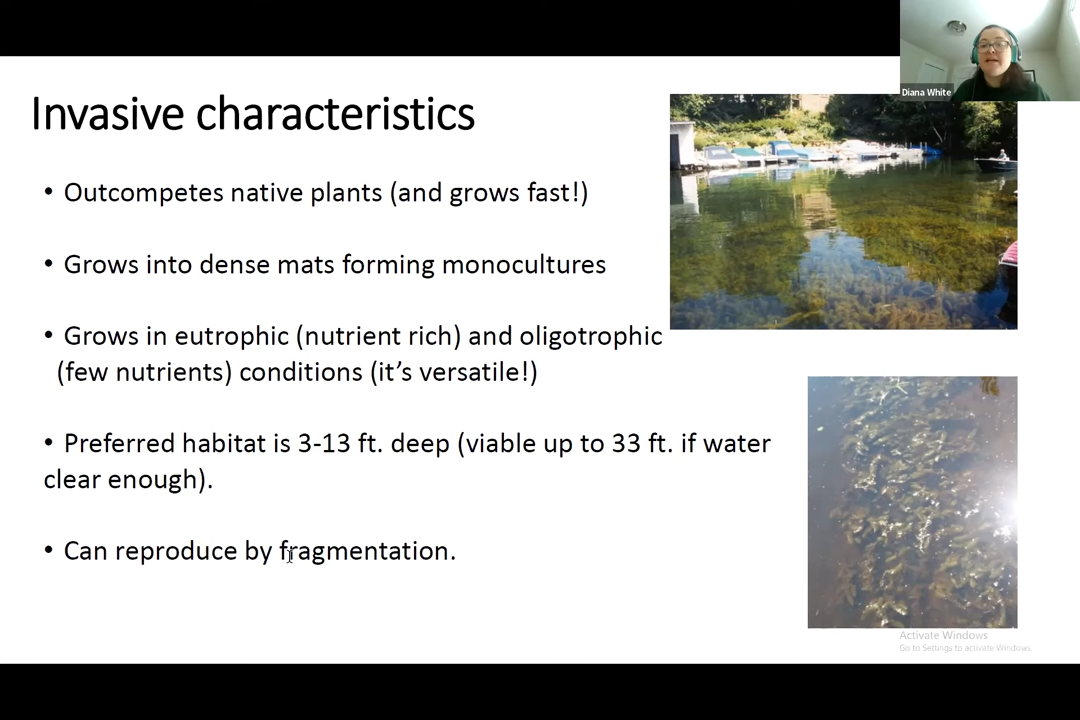 Diana White
Invasive characteristics
• Outcompetes native plants (and grows fast!)
• Grows into dense mats forming monocultures
• Grows in eutrophic (nutrient rich) and oligotrophic
(few nutrients) conditions (it’s versatile!)
• Preferred habitat is 3-13 ft. deep (viable up to 33 ft. if water
clear enough).
• Can reproduce by fragmentation.
Activate Windows
Go to Settings to activate Windows.